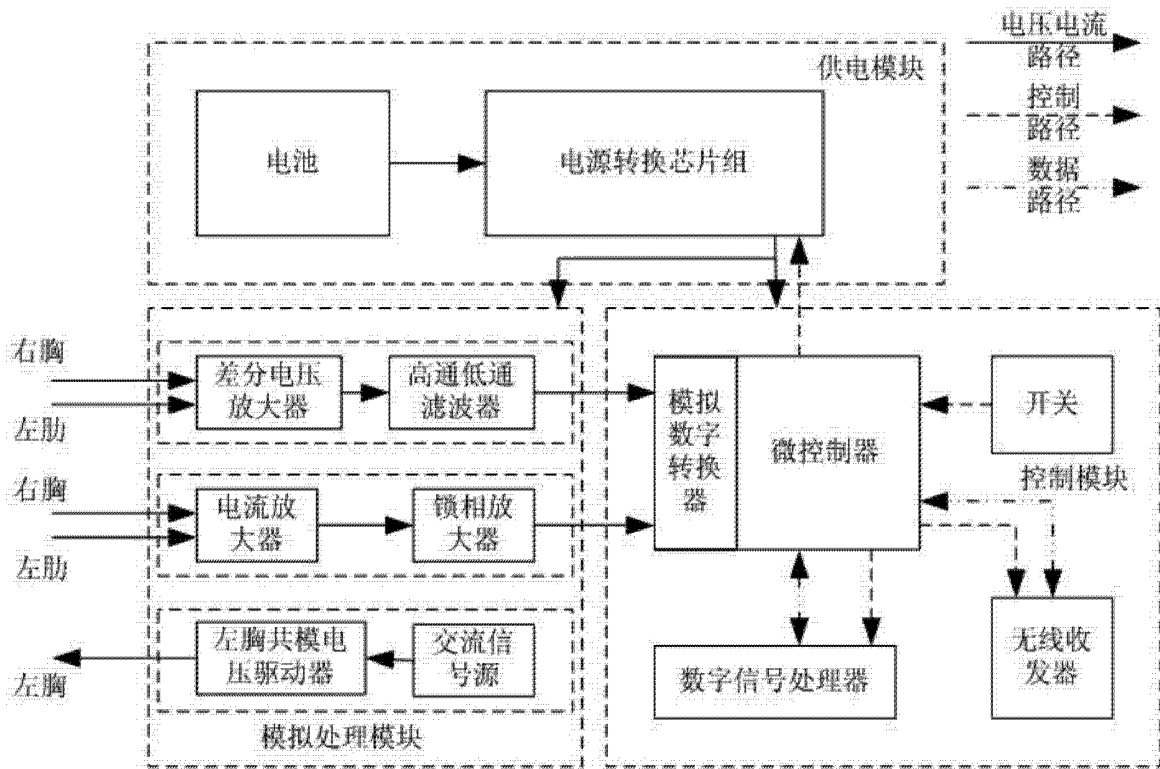 电压电流
路径
控制
路径
数据
路径
供电模块
电池
电源转换芯片组
右胸
左肋
差分电压
放大器
高通低通
滤波器
右胸
左肋
电流放
大器
锁相放
大器
左胸
左胸共模电
压驱动器
交流信
号源
模拟处理模块
模拟
数字
转换
器
微控制器
开关
控制模块
数字信号处理器
无线收
发器